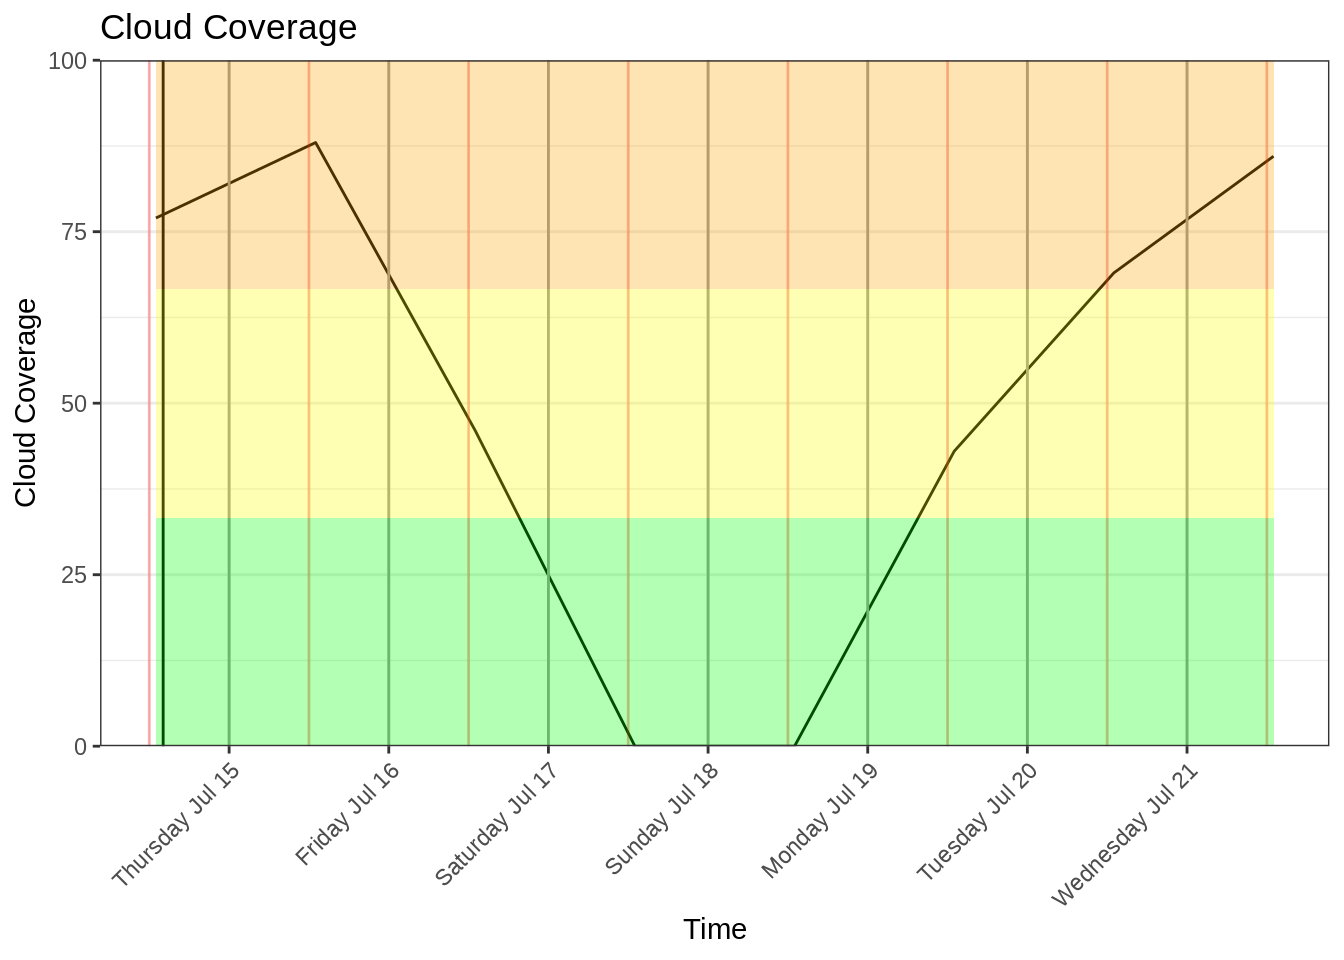 Cloud Coverage
Cloud Coverage
100
75
50
25
0
Thursday Jul 15
Friday Jul 16
Saturday Jul 17
Sunday Jul 18
Monday Jul 19
Tuesday Jul 20
Wednesday Jul 21
Time